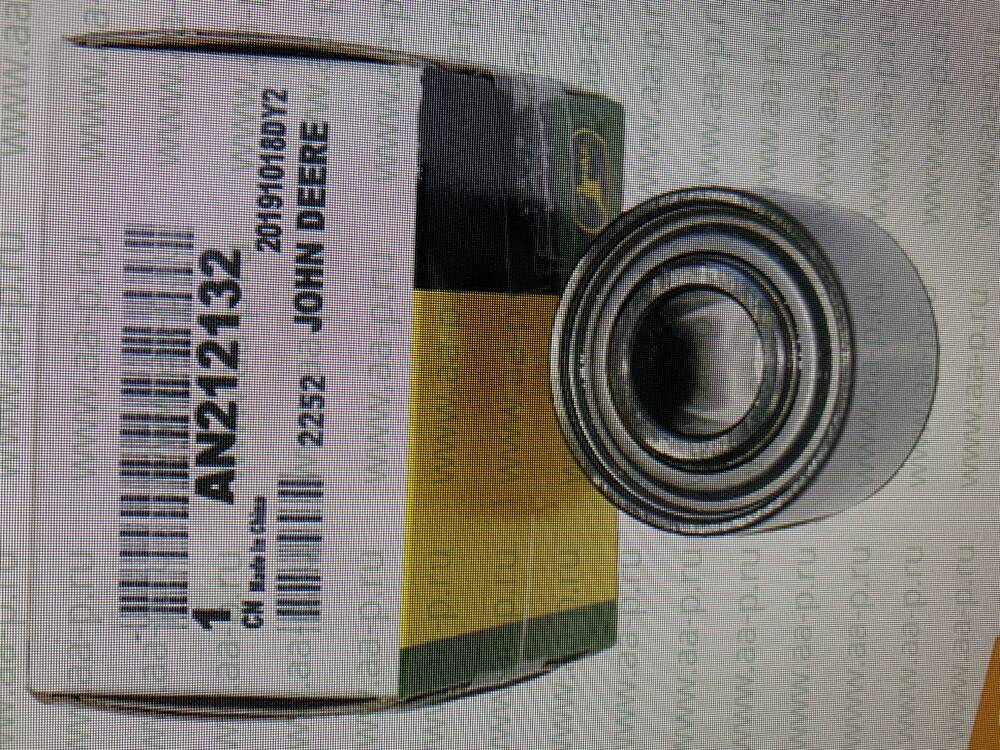 1 AN212132
CN Made in China 20191018DY2
2252 JOHN DEERE
www.aa-p.ru